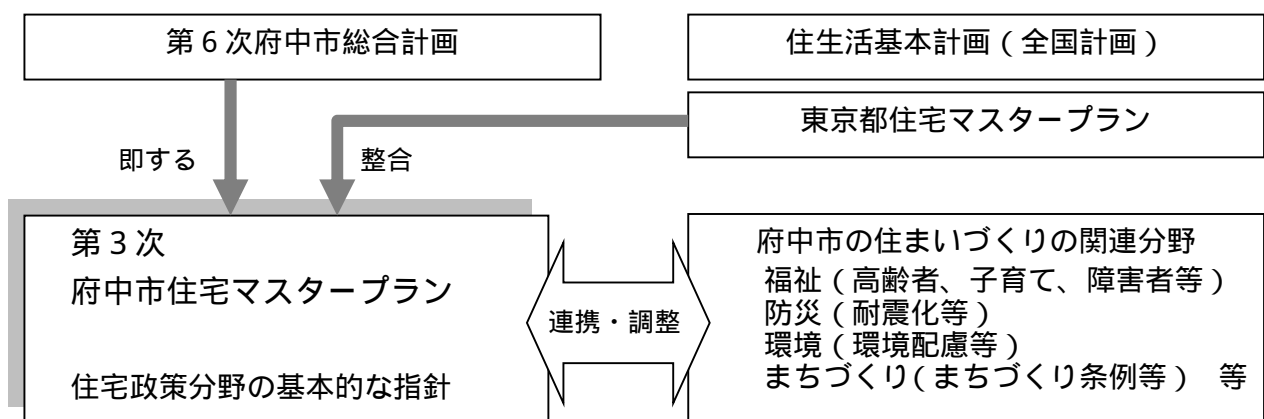 第６次府中市総合計画
住生活基本計画（全国計画）
東京都住宅マスタープラン
即する
整合
第３次
府中市住宅マスタープラン
住宅政策分野の基本的な指針
連携・調整
府中市の住まいづくりの関連分野
福祉（高齢者、子育て、障害者等）
防災（耐震化等）
環境（環境配慮等）
まちづくり（まちづくり条例等）　等